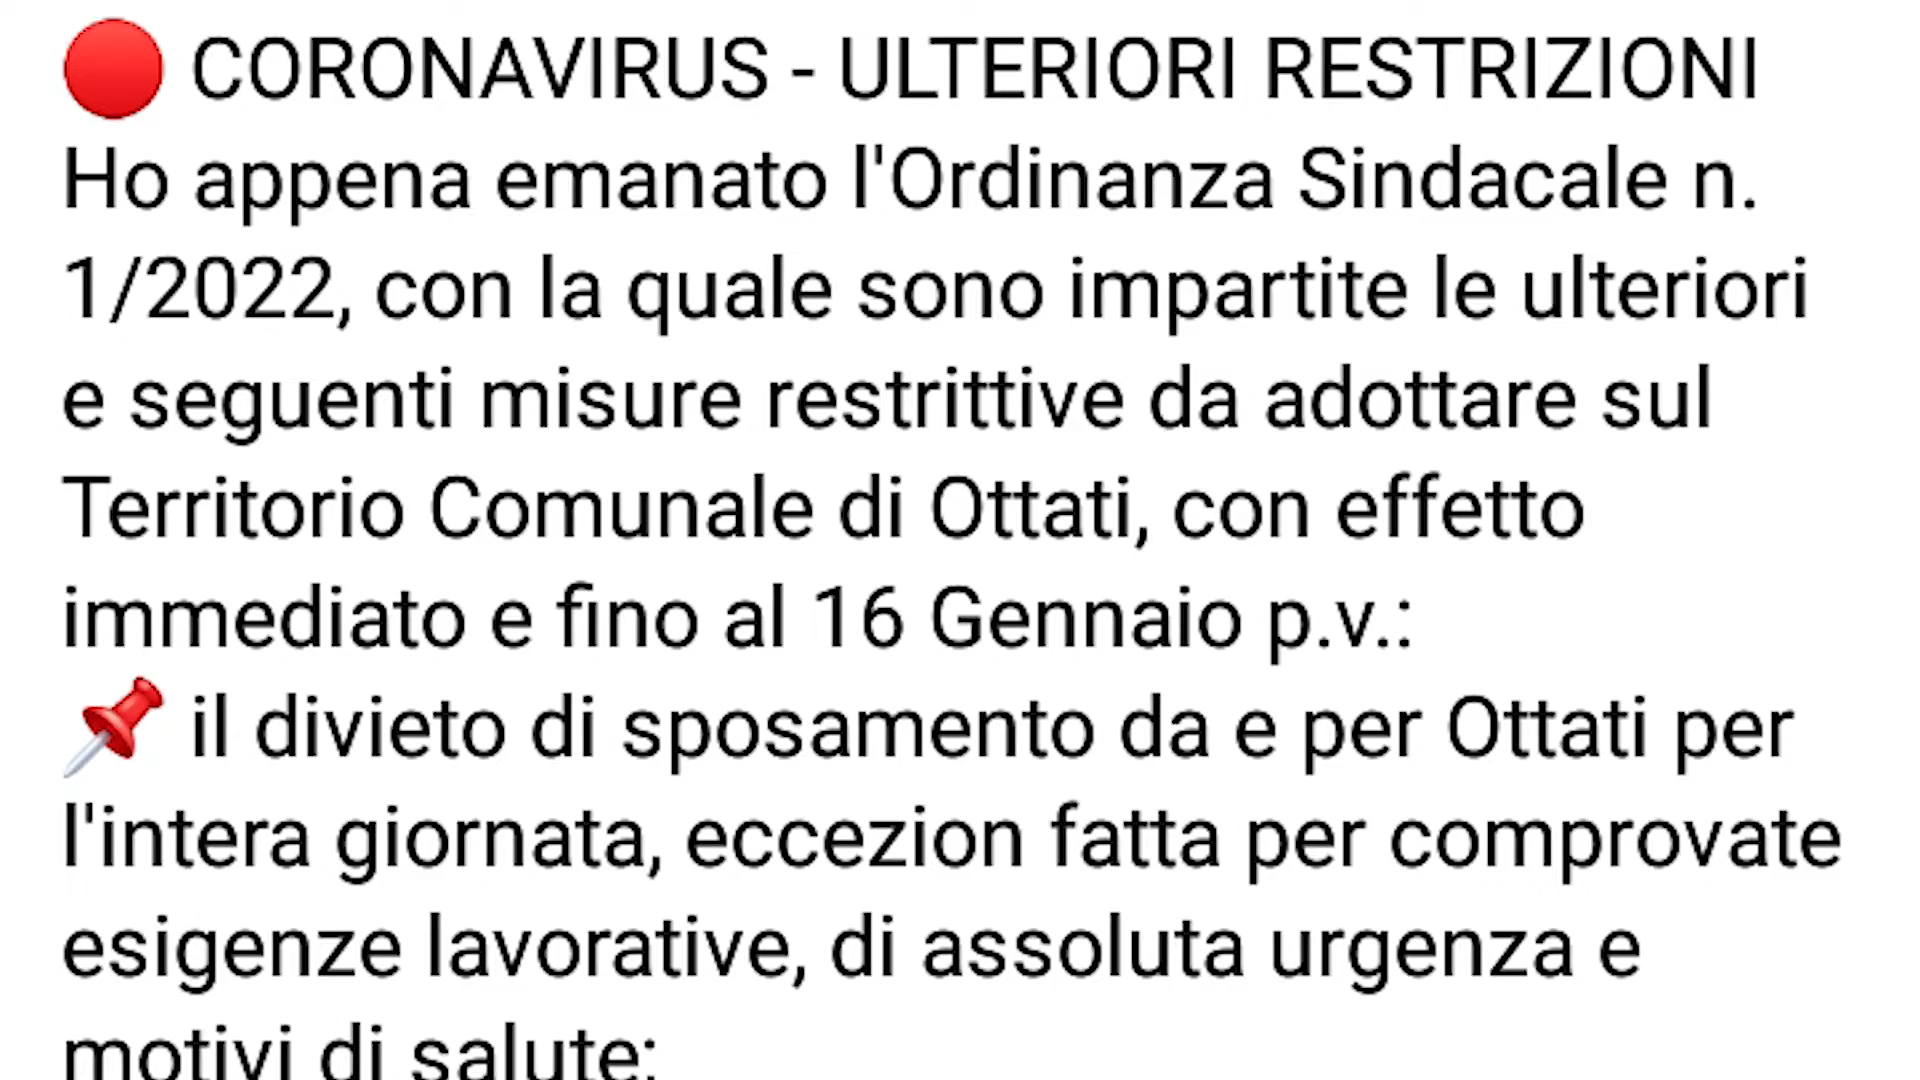 🔴 CORONAVIRUS - ULTERIORI RESTRIZIONI
Ho appena emanato l'Ordinanza Sindacale n.
1/2022, con la quale sono impartite le ulteriori
e seguenti misure restrittive da adottare sul
Territorio Comunale di Ottati, con effetto
immediato e fino al 16 Gennaio p.v.:
📌 il divieto di sposamento da e per Ottati per
l'intera giornata, eccezion fatta per comprovate
esigenze lavorative, di assoluta urgenza e
motivi di salute;